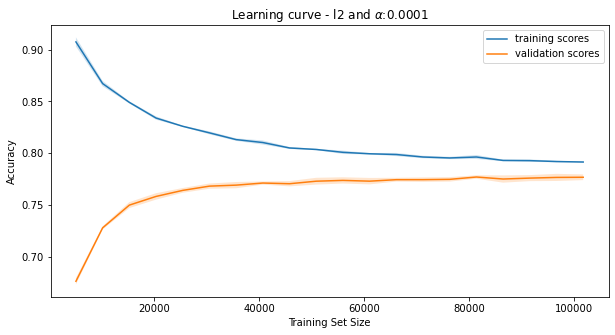 Learning curve - l2 and α:0.0001
training scores
validation scores
0.90
0.85
0.80
0.75
0.70
Accuracy
20000 40000 60000 80000 100000
Training Set Size